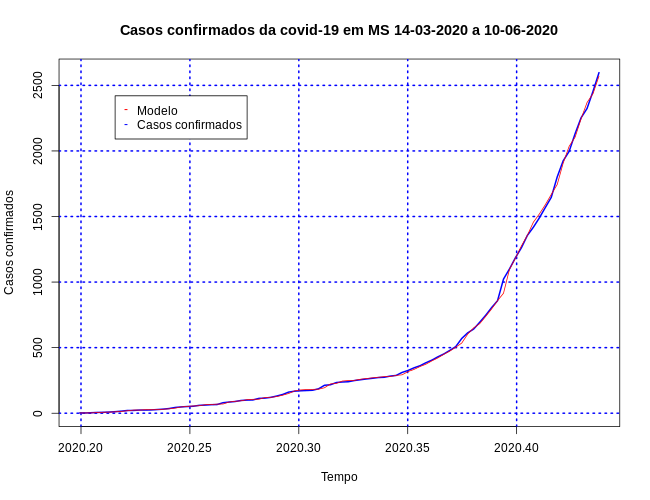 Casos confirmados da covid-19 em MS 14-03-2020 a 10-06-2020
Casos confirmados
2500
2000
1500
1000
500
0
- Modelo
- Casos confirmados
2020.20 2020.25 2020.30 2020.35 2020.40
Tempo